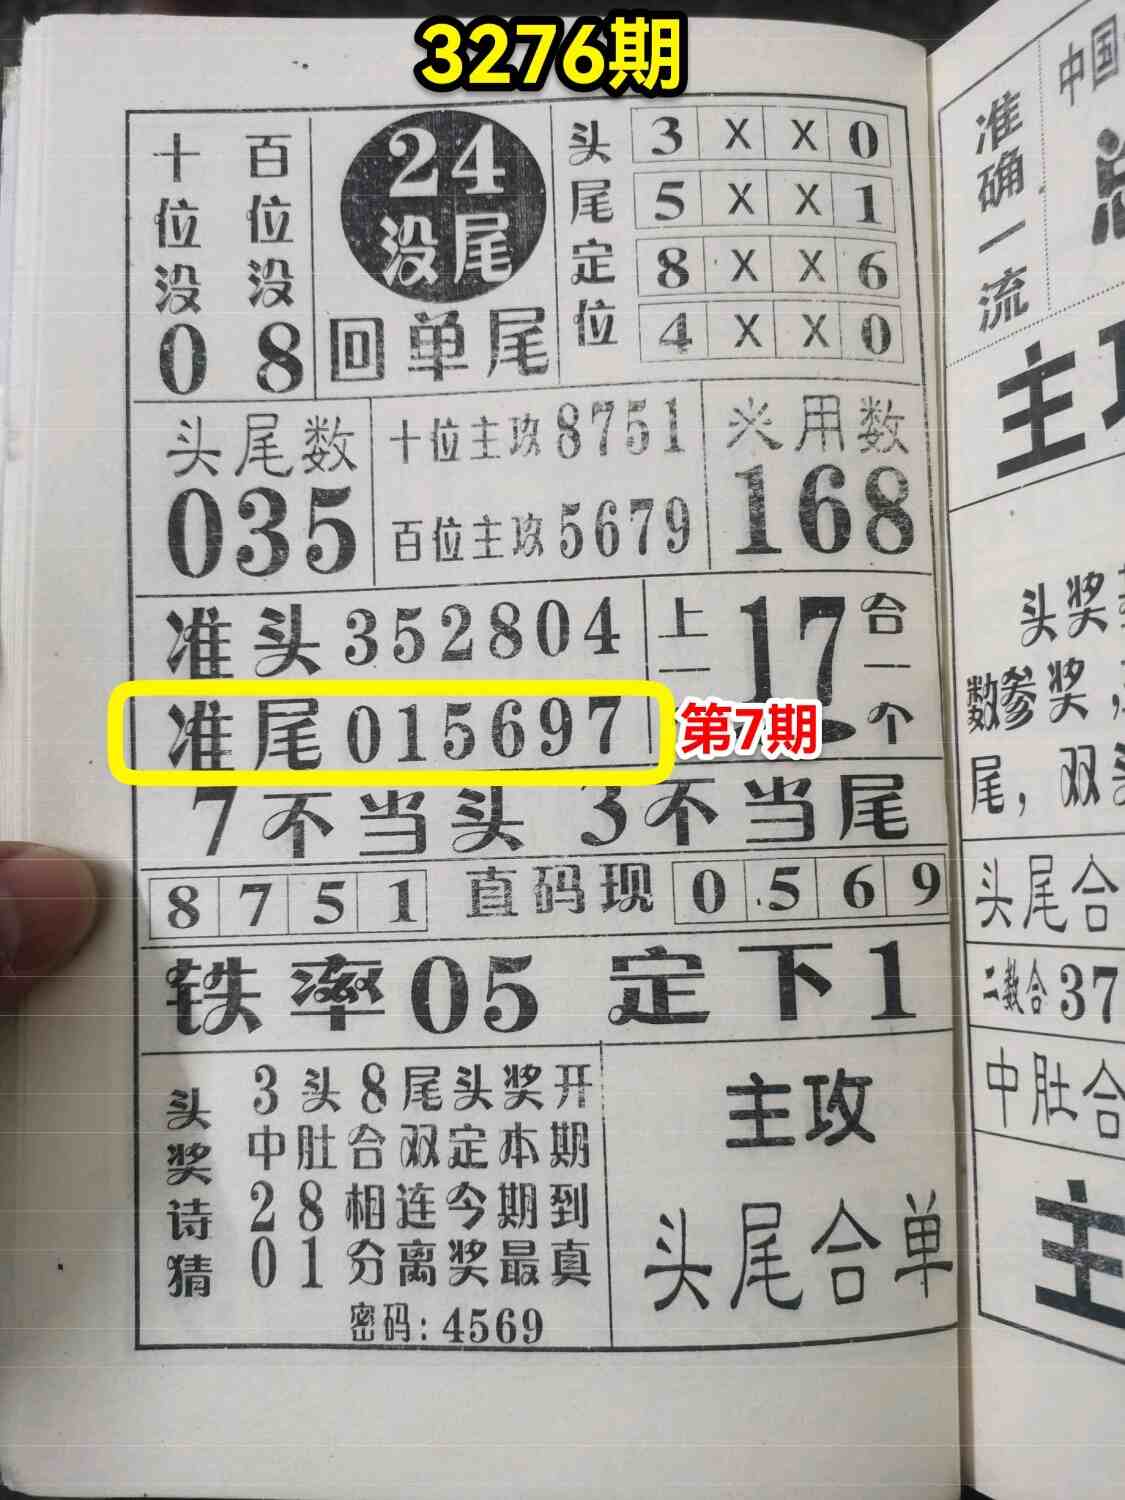 3276期
十位没
0
百位没
8
24
没尾
回单尾
头尾定位
3 X X 0
5 X X 1
8 X X 6
4 X X 0
头尾数
035
十位主攻8751
百位主攻5679
火用数
168
准头352804
准尾015697
第7期
上一
17
合一个
7不当头 3不当尾
8 7 5 1 直码现 0 5 6 9
铁率05 定下1
头奖诗猜
3头8尾头奖开
中肚合双定本期
28相连今期到
01分离奖最真
密码:4569
主攻
头尾合单
准确一流
中国
主攻
头奖
数参奖,
尾,双头
头尾合
二数合37
中肚合
主